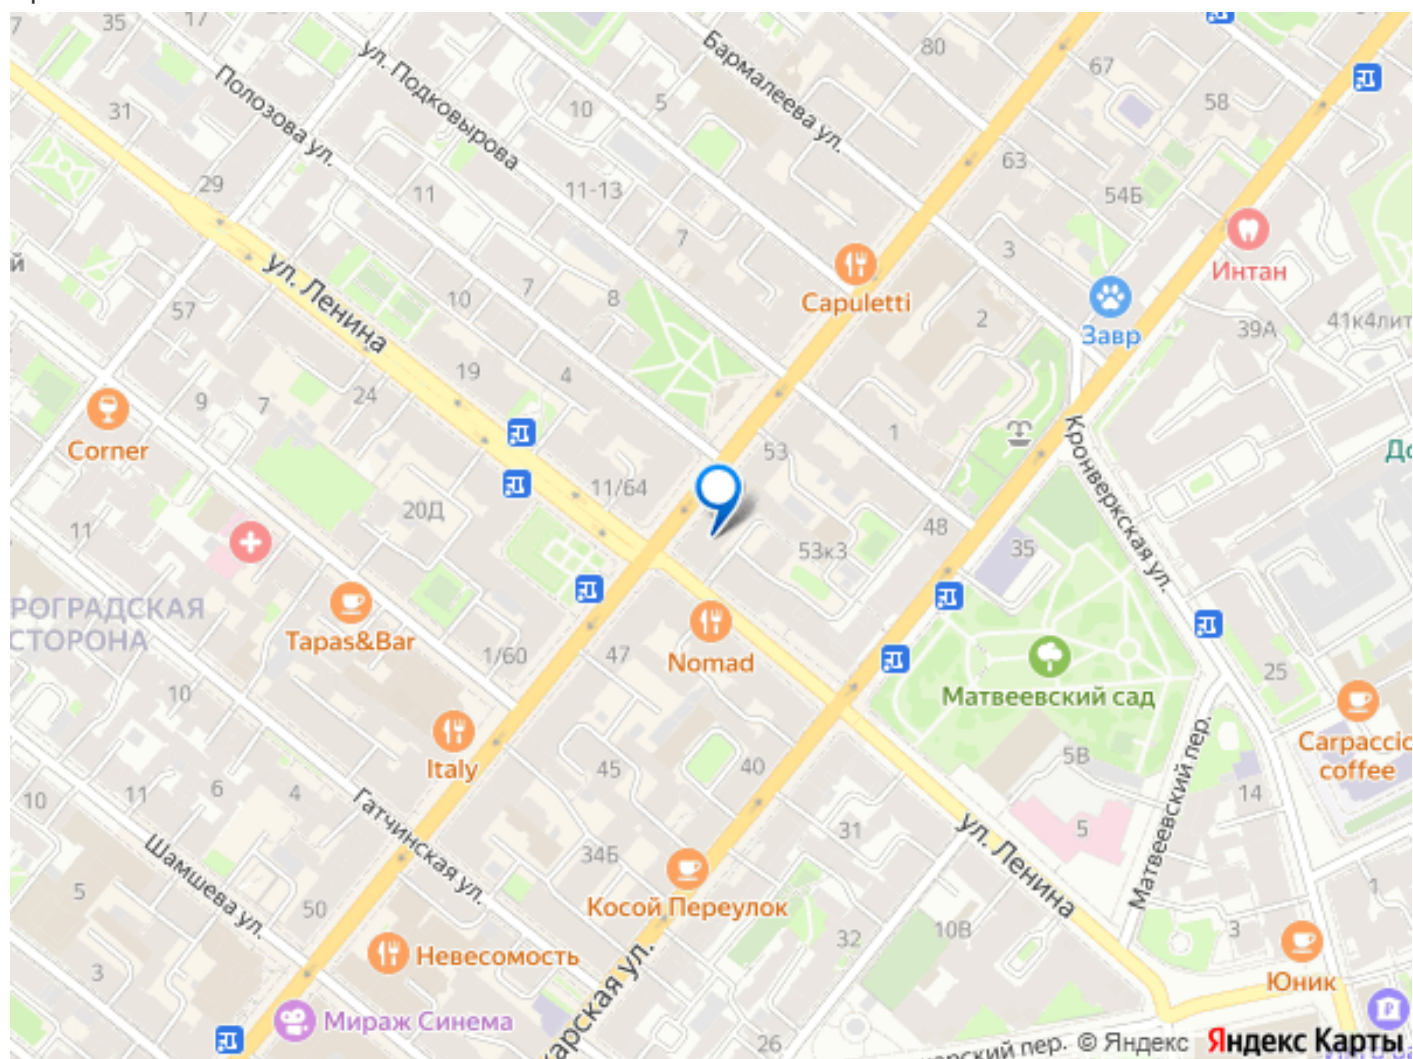 35
17
7
ул. Подковырова
Бармалеева ул.
80
67
58
Полозова ул.
31
10
5
63
54Б
29
11
11-13
7
3
Интан
й
ул. Ленина
10
7
8
Capuletti
2
Завр
39А
41к4лит
57
19
4
24
9
7
Corner
53
1
Кронверкская ул.
11/64
20Д
11
53к3
48
35
РОГРАДСКАЯ
СТОРОНА
Tapas&Bar
1/60
47
Nomad
Матвеевский сад
25
10
Italy
45
40
5В
Carpaccio
coffee
10
11
6
4
Гатчинская ул.
31
5
14
Матвеевский пер.
Шамшева ул.
34Б
ул. Ленина
5
50
Косой Переулок
32
10В
3
1
Невесомость
Юник
3
Мираж Синема
карская ул.
26
ерский пер.
© Яндекс
Яндекс Карты